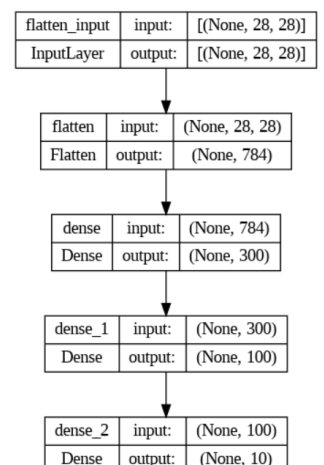 flatten_input input: [(None, 28, 28)]
InputLayer output: [(None, 28, 28)]
flatten input: (None, 28, 28)
Flatten output: (None, 784)
dense input: (None, 784)
Dense output: (None, 300)
dense_1 input: (None, 300)
Dense output: (None, 100)
dense_2 input: (None, 100)
Dense output: (None, 10)